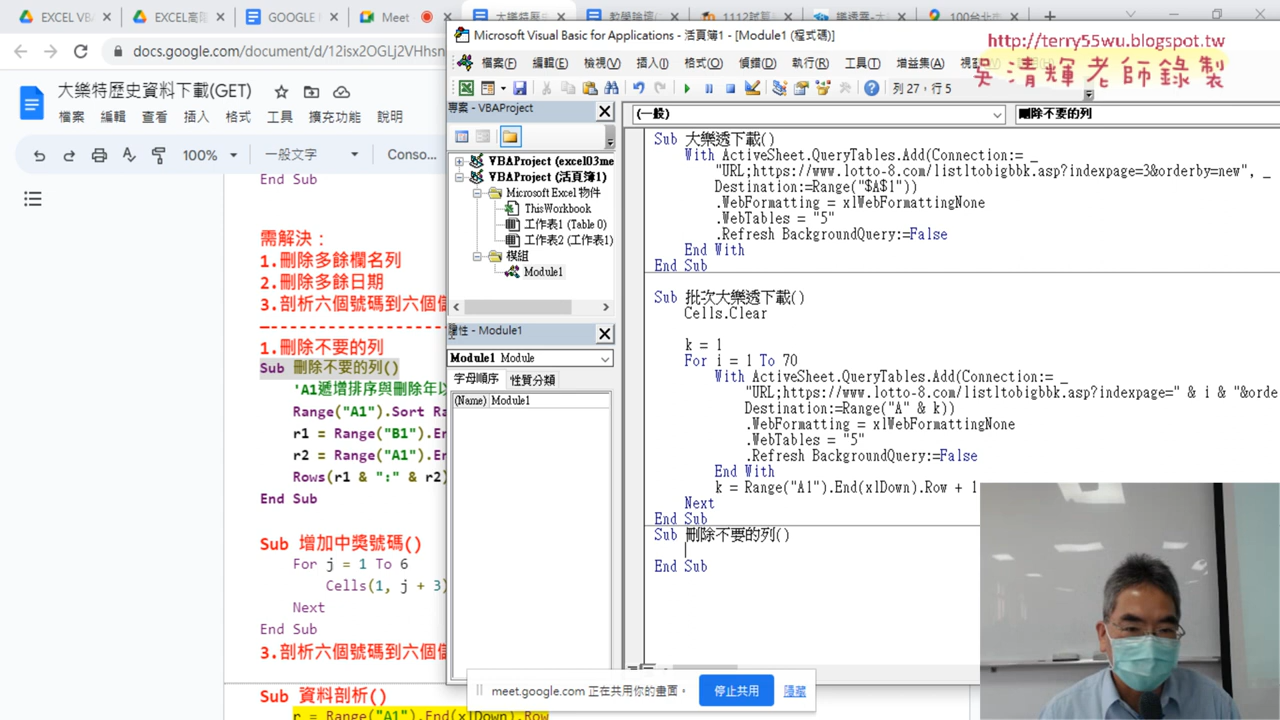 EXCEL VB
EXCEL高階
GOOGLE
Meet
大樂特歷史
教學論壇
1112試算
100台北市
docs.google.com/document/d/12isx2OGLj2VHhsn
大樂特歷史資料下載(GET)
檔案 編輯 查看 插入 格式 工具 擴充功能 說明
100% 一般文字 Conso...
End Sub
需解決：
1.刪除多餘欄名列
2.刪除多餘日期
3.剖析六個號碼到六個儲
1.刪除不要的列
Sub 刪除不要的列()
'A1遞增排序與刪除年以
Range("A1").Sort Ra
r1 = Range("B1").En
r2 = Range("A1").En
Rows(r1 & ":" & r2)
End Sub
Sub 增加中獎號碼()
For j = 1 To 6
Cells(1, j + 3)
Next
End Sub
3.剖析六個號碼到六個儲
Sub 資料剖析()
r = Range("A1").End(xlDown).Row
Microsoft Visual Basic for Applications - 活頁簿1 - [Module1 (程式碼)]
http://terry55wu.blogspot.tw
吳清輝老師錄製
檔案(F) 編輯(E) 檢視(V) 插入(I) 格式(O) 偵錯(D) 執行(R) 工具(T) 增益集(A)
列 27，行 5
專案 - VBAProject
VBAProject (excel03me
VBAProject (活頁簿1)
Microsoft Excel 物件
ThisWorkbook
工作表1 (Table 0)
工作表2 (工作表1)
模組
Module1
屬性 - Module1
Module1 Module
字母順序 性質分類
(Name) Module1
(一般) 刪除不要的列
Sub 大樂透下載()
With ActiveSheet.QueryTables.Add(Connection:= _
"URL;https://www.lotto-8.com/listltobigbbk.asp?indexpage=3&orderby=new", _
Destination:=Range("$A$1"))
.WebFormatting = xlWebFormattingNone
.WebTables = "5"
.Refresh BackgroundQuery:=False
End With
End Sub
Sub 批次大樂透下載()
Cells.Clear
k = 1
For i = 1 To 70
With ActiveSheet.QueryTables.Add(Connection:= _
"URL;https://www.lotto-8.com/listltobigbbk.asp?indexpage=" & i & "&orde
Destination:=Range("A" & k))
.WebFormatting = xlWebFormattingNone
.WebTables = "5"
.Refresh BackgroundQuery:=False
End With
k = Range("A1").End(xlDown).Row + 1
Next
End Sub
Sub 刪除不要的列()
End Sub
meet.google.com 正在共用你的畫面。 停止共用 隱藏